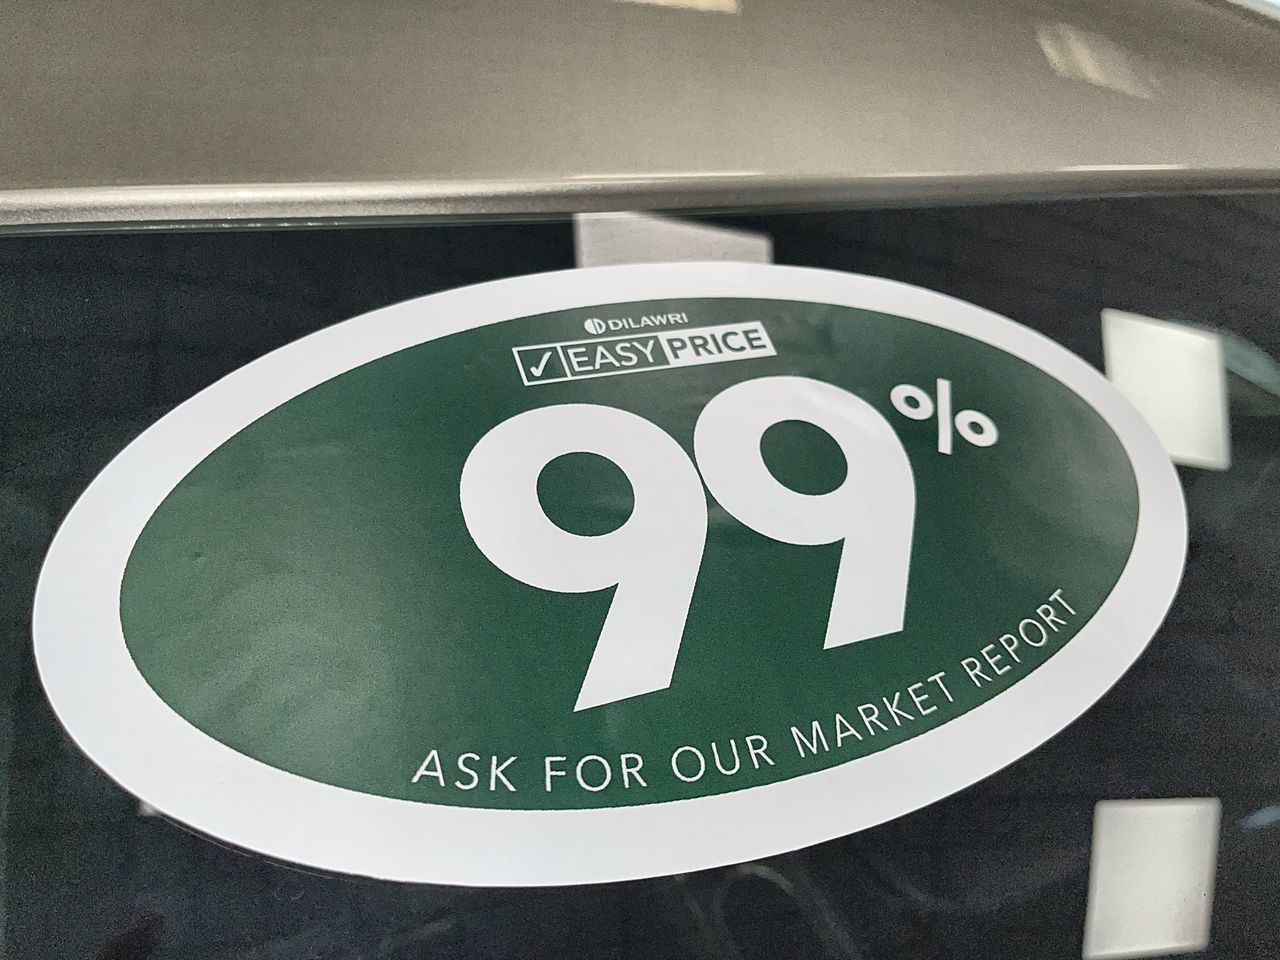 DILAWRI
✓ EASY PRICE
99%
ASK FOR OUR MARKET REPORT